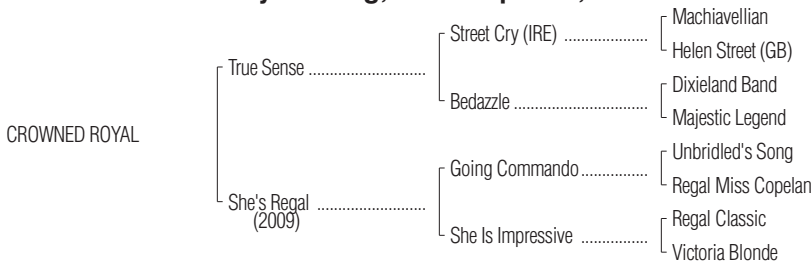 Machiavellian
Street Cry (IRE) ..................
Helen Street (GB)
True Sense ...........................
Dixieland Band
Bedazzle ...............................
Majestic Legend
CROWNED ROYAL
Unbridled's Song
Going Commando ...............
Regal Miss Copelan
She's Regal .........................
(2009)
Regal Classic
She Is Impressive ...............
Victoria Blonde